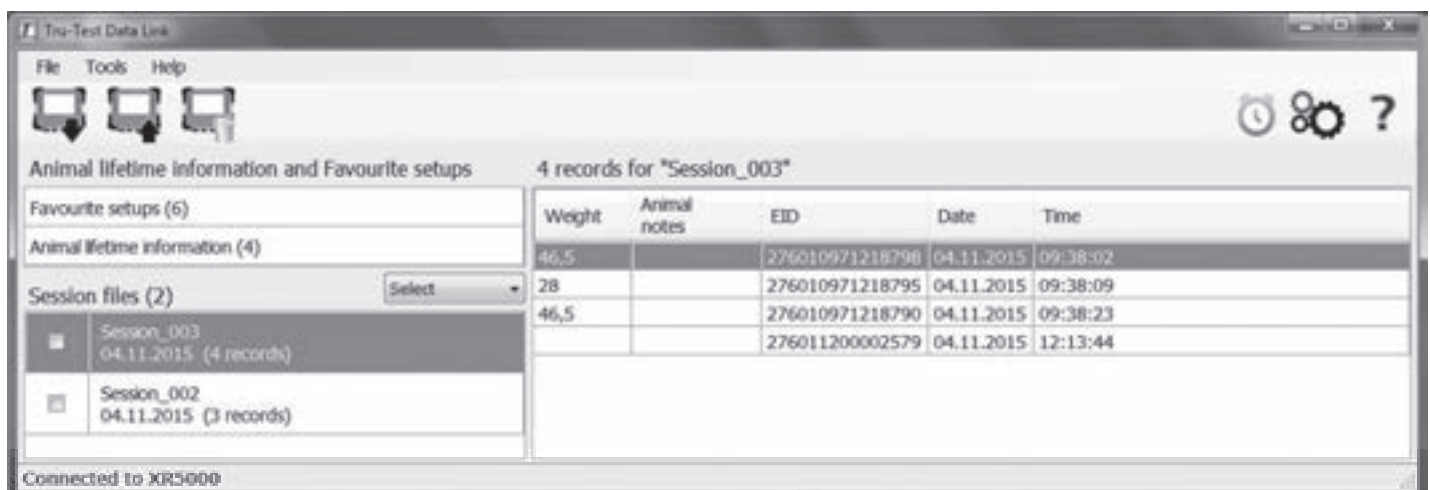 Tru-Test Data Link
File Tools Help
?
Animal lifetime information and Favourite setups
Favourite setups (6)
Animal lifetime information (4)
Session files (2) Select
Session_003
04.11.2015 (4 records)
Session_002
04.11.2015 (3 records)
4 records for "Session_003"
Weight Animal notes EID Date Time
46,5 276010971218798 04.11.2015 09:38:02
28 276010971218795 04.11.2015 09:38:09
46,5 276010971218790 04.11.2015 09:38:23
276011200002579 04.11.2015 12:13:44
Connected to XR5000